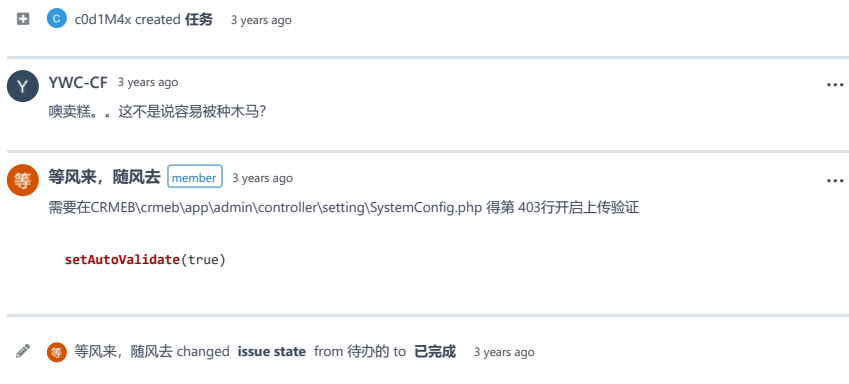 C c0d1M4x created 任务 3 years ago
Y YWC-CF 3 years ago
噢卖糕。。这不是说容易被种木马？
等 等风来，随风去 member 3 years ago
需要在CRMEB\crmeb\app\admin\controller\setting\SystemConfig.php 得第 403行开启上传验证
setAutoValidate(true)
等 等风来，随风去 changed issue state from 待办的 to 已完成 3 years ago